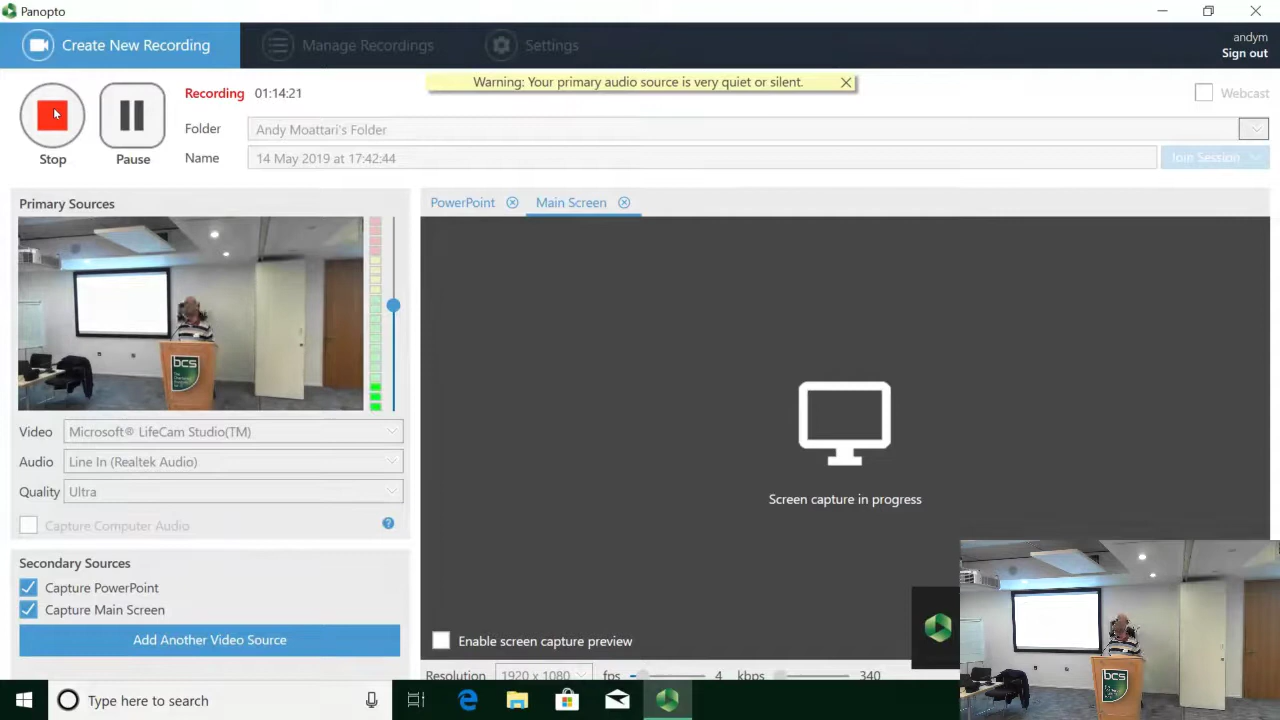 Panopto
Create New Recording
Manage Recordings
Settings
andym
Sign out
Warning: Your primary audio source is very quiet or silent.
Recording 01:14:21
Webcast
Folder Andy Moattari's Folder
Stop Pause
Name 14 May 2019 at 17:42:44
Join Session
Primary Sources
PowerPoint
Main Screen
bcs
Video Microsoft® LifeCam Studio(TM)
Audio Line In (Realtek Audio)
Quality Ultra
Capture Computer Audio
?
Screen capture in progress
Secondary Sources
Capture PowerPoint
Capture Main Screen
Add Another Video Source
Enable screen capture preview
Resolution 1920 x 1080 fps 4 kbps 340
bcs
Type here to search